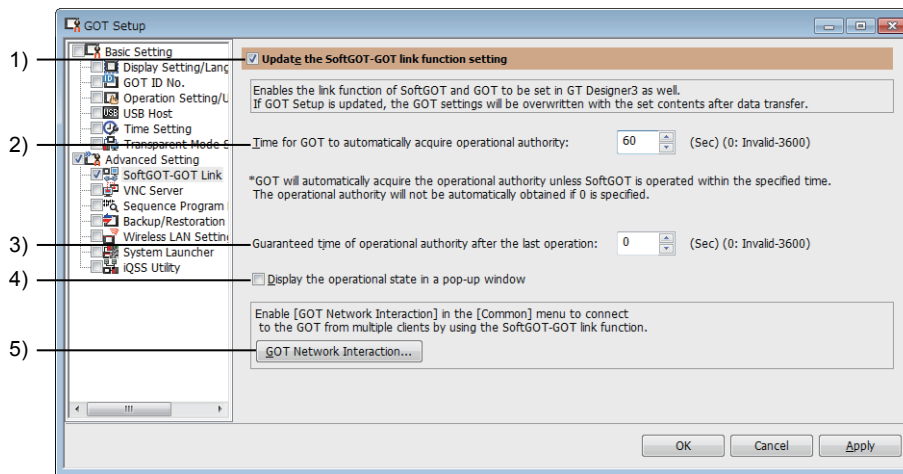 GOT Setup
Basic Setting
Display Setting/Lang
GOT ID No.
Operation Setting/U
USB Host
Time Setting
Transparent Mode S
Advanced Setting
SoftGOT-GOT Link
VNC Server
Sequence Program
Backup/Restoration
Wireless LAN Settin
System Launcher
iQSS Utility
1)
Update the SoftGOT-GOT link function setting
Enables the link function of SoftGOT and GOT to be set in GT Designer3 as well.
If GOT Setup is updated, the GOT settings will be overwritten with the set contents after data transfer.
2)
Time for GOT to automatically acquire operational authority: 60 (Sec) (0: Invalid-3600)
*GOT will automatically acquire the operational authority unless SoftGOT is operated within the specified time.
The operational authority will not be automatically obtained if 0 is specified.
3)
Guaranteed time of operational authority after the last operation: 0 (Sec) (0: Invalid-3600)
4)
Display the operational state in a pop-up window
Enable [GOT Network Interaction] in the [Common] menu to connect
to the GOT from multiple clients by using the SoftGOT-GOT link function.
5)
GOT Network Interaction...
OK Cancel Apply